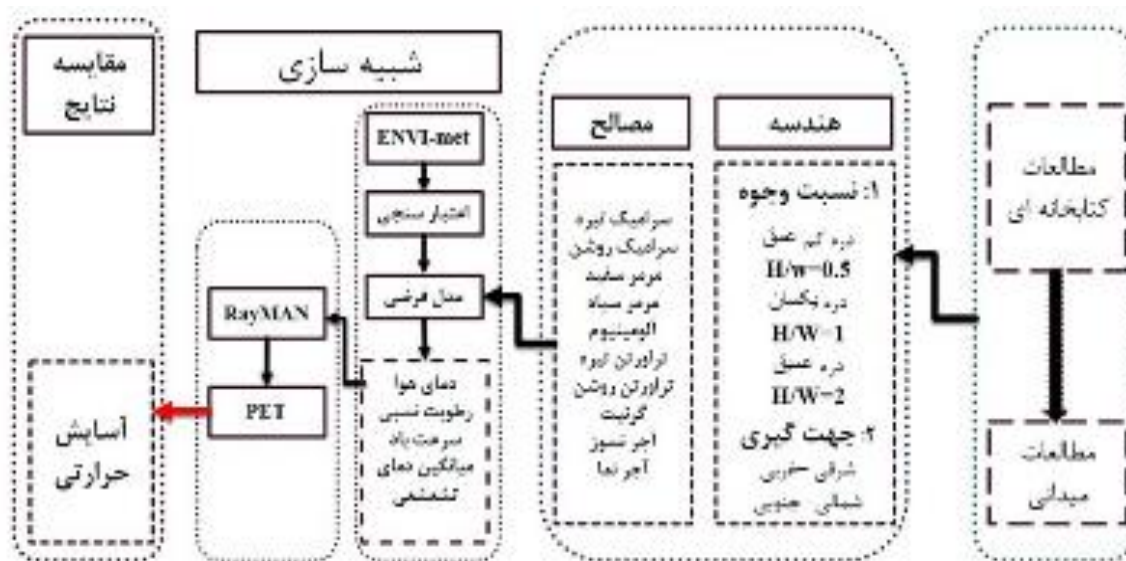 مطالعات
کتابخانه ای
مطالعات
میدانی
هندسه
۱: نسبت وجوه
دره کم عمق
H/w=0.5
دره یکسان
H/W=1
دره عمیق
H/W=2
۲: جهت گیری
شرقی غربی
شمالی جنوبی
مصالح
سرامیک تیره
سرامیک روشن
مرمر سفید
مرمر سیاه
الومینیوم
تراورتن تیره
تراورتن روشن
گرنیت
آجر نسوز
آجر نما
شبیه سازی
ENVI-met
اعتبار سنجی
مدل فرضی
دمای هوا
رطوبت نسبی
سرعت باد
میانگین دمای
تشعشعی
RayMAN
PET
مقایسه
نتایج
آسایش
حرارتی